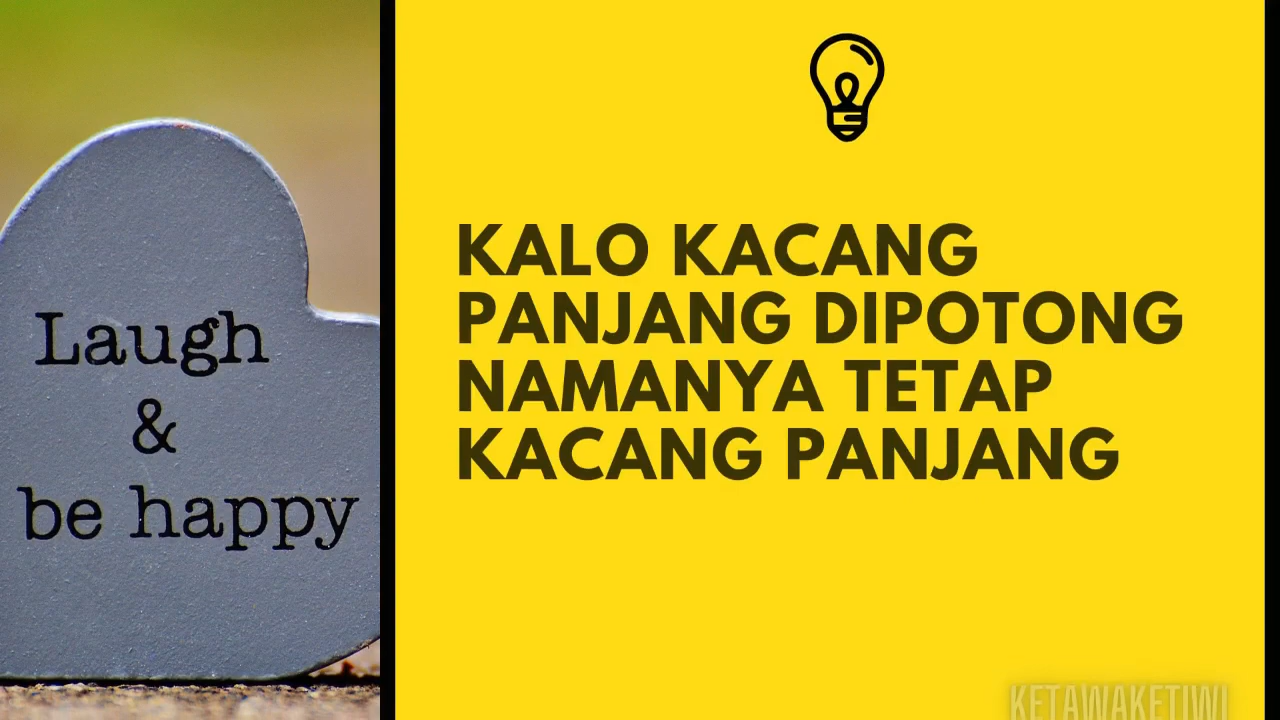 Laugh
&
be happy
KALO KACANG
PANJANG DIPOTONG
NAMANYA TETAP
KACANG PANJANG
KETAWAKETIWI